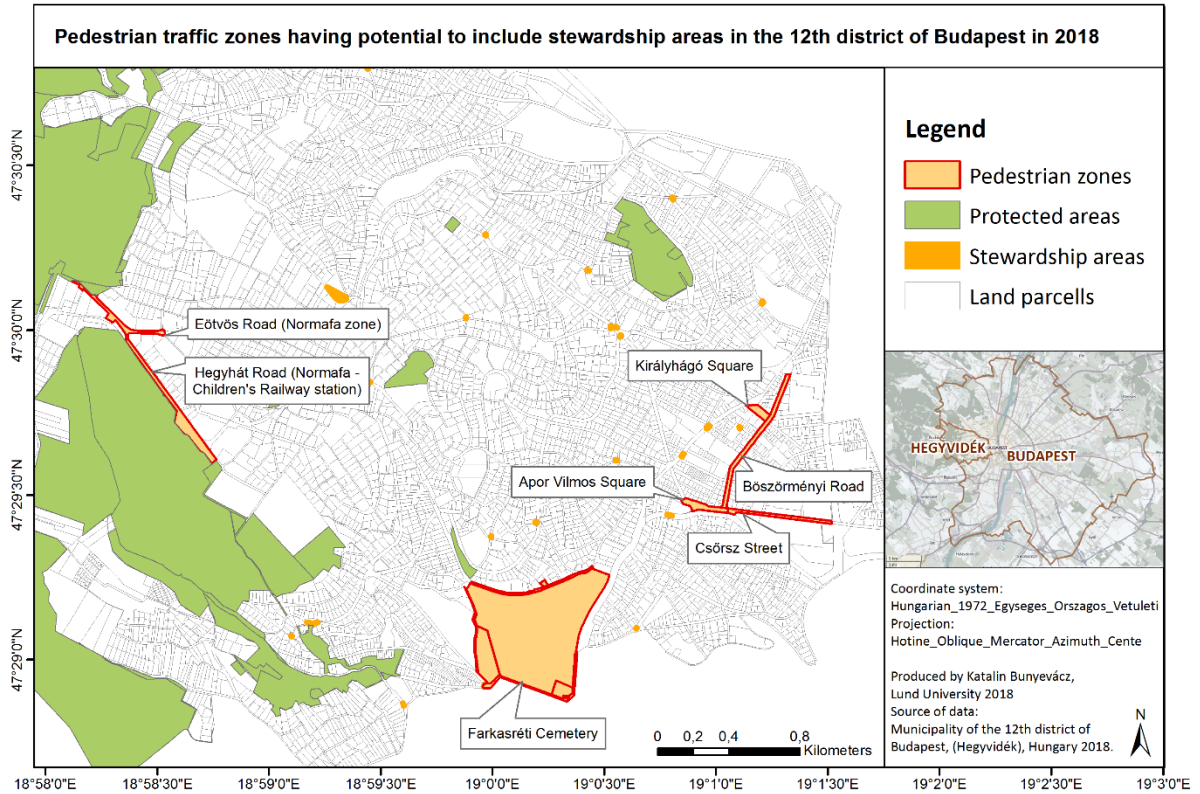 Pedestrian traffic zones having potential to include stewardship areas in the 12th district of Budapest in 2018
47°30'30"N
47°30'0"N
47°29'30"N
47°29'0"N
Eötvös Road (Normafa zone)
Hegyhát Road (Normafa -
Children's Railway station)
Királyhágó Square
Apor Vilmos Square
Böszörményi Road
Csőrsz Street
Farkasréti Cemetery
0 0,2 0,4 0,8
Kilometers
Legend
Pedestrian zones
Protected areas
Stewardship areas
Land parcells
HEGYVIDÉK
BUDAPEST
Coordinate system:
Hungarian_1972_Egyseges_Orszagos_Vetuleti
Projection:
Hotine_Oblique_Mercator_Azimuth_Cente
Produced by Katalin Bunyevácz,
Lund University 2018
Source of data:
Municipality of the 12th district of
Budapest, (Hegyvidék), Hungary 2018.
N
18°58'0"E 18°58'30"E 18°59'0"E 18°59'30"E 19°0'0"E 19°0'30"E 19°1'0"E 19°1'30"E 19°2'0"E 19°2'30"E 19°3'0"E